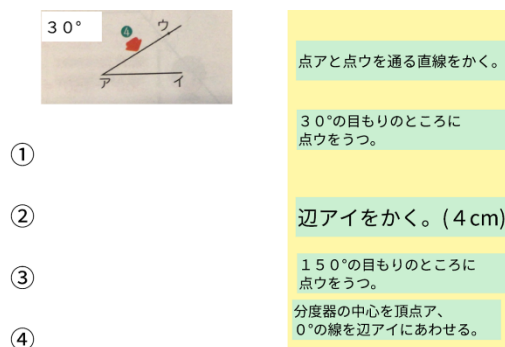 ３０°
❹
ウ
ア
イ
①
②
③
④
点アと点ウを通る直線をかく。
３０°の目もりのところに
点ウをうつ。
辺アイをかく。(４cm)
１５０°の目もりのところに
点ウをうつ。
分度器の中心を頂点ア、
０°の線を辺アイにあわせる。